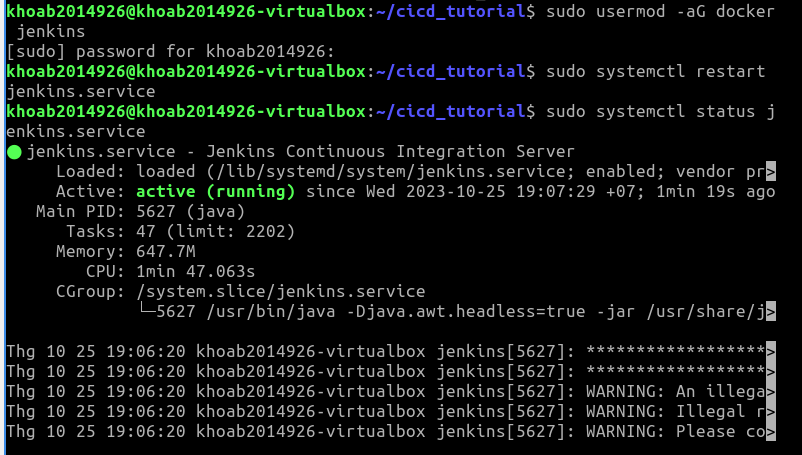 khoab2014926@khoab2014926-virtualbox:~/cicd_tutorial$ sudo usermod -aG docker
 jenkins
[sudo] password for khoab2014926:
khoab2014926@khoab2014926-virtualbox:~/cicd_tutorial$ sudo systemctl restart
jenkins.service
khoab2014926@khoab2014926-virtualbox:~/cicd_tutorial$ sudo systemctl status j
enkins.service
● jenkins.service - Jenkins Continuous Integration Server
     Loaded: loaded (/lib/systemd/system/jenkins.service; enabled; vendor pr>
     Active: active (running) since Wed 2023-10-25 19:07:29 +07; 1min 19s ago
   Main PID: 5627 (java)
      Tasks: 47 (limit: 2202)
     Memory: 647.7M
        CPU: 1min 47.063s
     CGroup: /system.slice/jenkins.service
             └─5627 /usr/bin/java -Djava.awt.headless=true -jar /usr/share/j>
Thg 10 25 19:06:20 khoab2014926-virtualbox jenkins[5627]: ******************>
Thg 10 25 19:06:20 khoab2014926-virtualbox jenkins[5627]: ******************>
Thg 10 25 19:06:20 khoab2014926-virtualbox jenkins[5627]: WARNING: An illega>
Thg 10 25 19:06:20 khoab2014926-virtualbox jenkins[5627]: WARNING: Illegal r>
Thg 10 25 19:06:20 khoab2014926-virtualbox jenkins[5627]: WARNING: Please co>